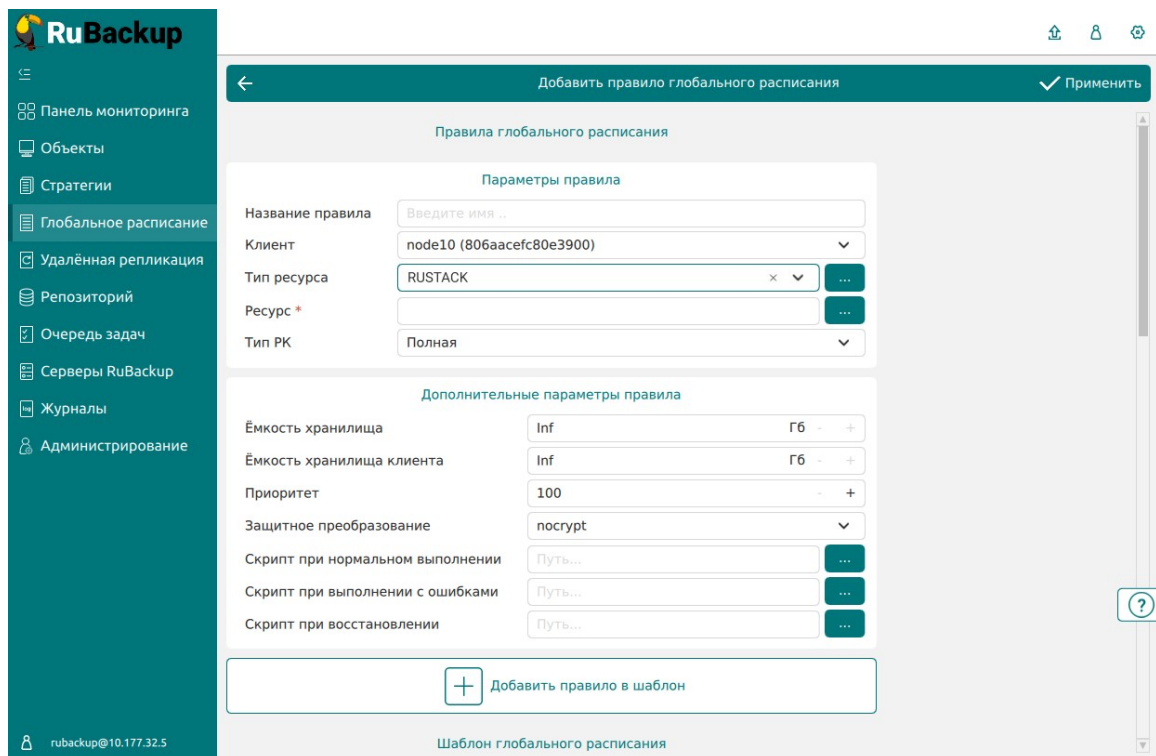 RuBackup
Добавить правило глобального расписания
Применить
Панель мониторинга
Объекты
Стратегии
Глобальное расписание
Удалённая репликация
Репозиторий
Очередь задач
Серверы RuBackup
Журналы
Администрирование
rubackup@10.177.32.5
Правила глобального расписания
Параметры правила
Название правила Введите имя ..
Клиент node10 (806aacefc80e3900)
Тип ресурса RUSTACK × ...
Ресурс * ...
Тип РК Полная
Дополнительные параметры правила
Ёмкость хранилища Inf Гб - +
Ёмкость хранилища клиента Inf Гб - +
Приоритет 100 - +
Защитное преобразование nocrypt
Скрипт при нормальном выполнении Путь... ...
Скрипт при выполнении с ошибками Путь... ...
Скрипт при восстановлении Путь... ...
Добавить правило в шаблон
Шаблон глобального расписания
?